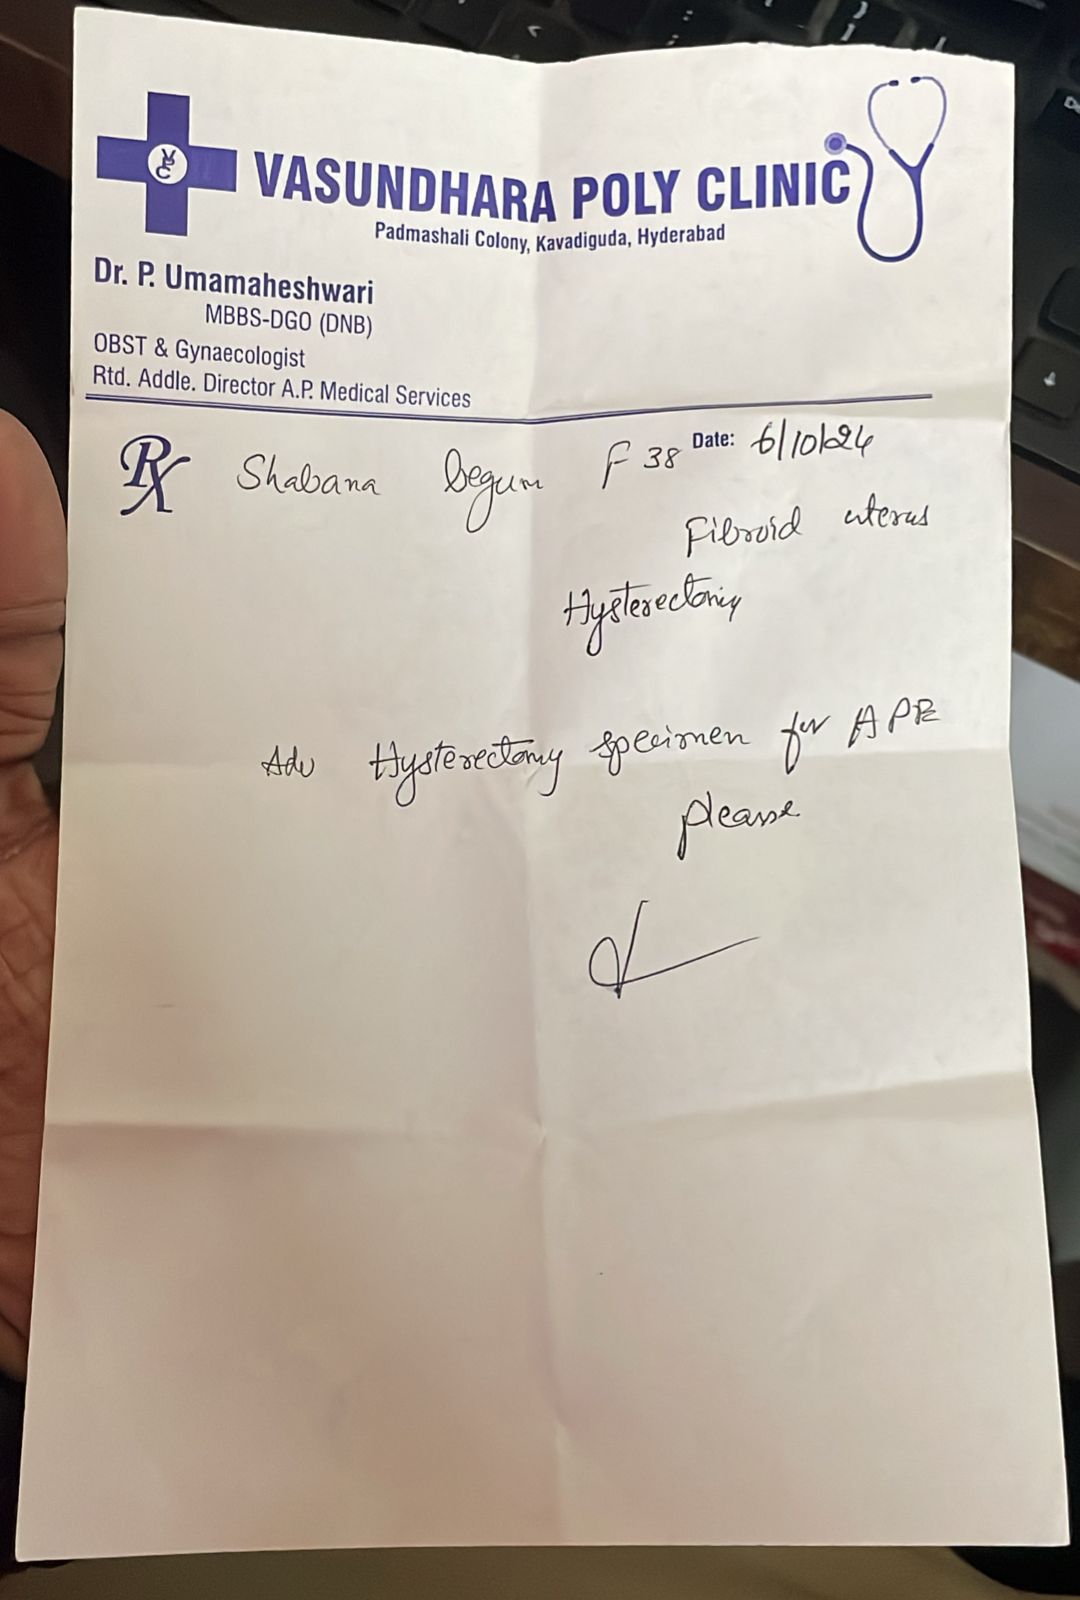 VASUNDHARA POLY CLINIC
Padmashali Colony, Kavadiguda, Hyderabad
Dr. P. Umamaheshwari
MBBS-DGO (DNB)
OBST & Gynaecologist
Rtd. Addle. Director A.P. Medical Services
Rx Shabana begum F 38 Date: 6/10/24
Fibroid uterus
Hysterectomy
Adv Hysterectomy specimen for HPE
please